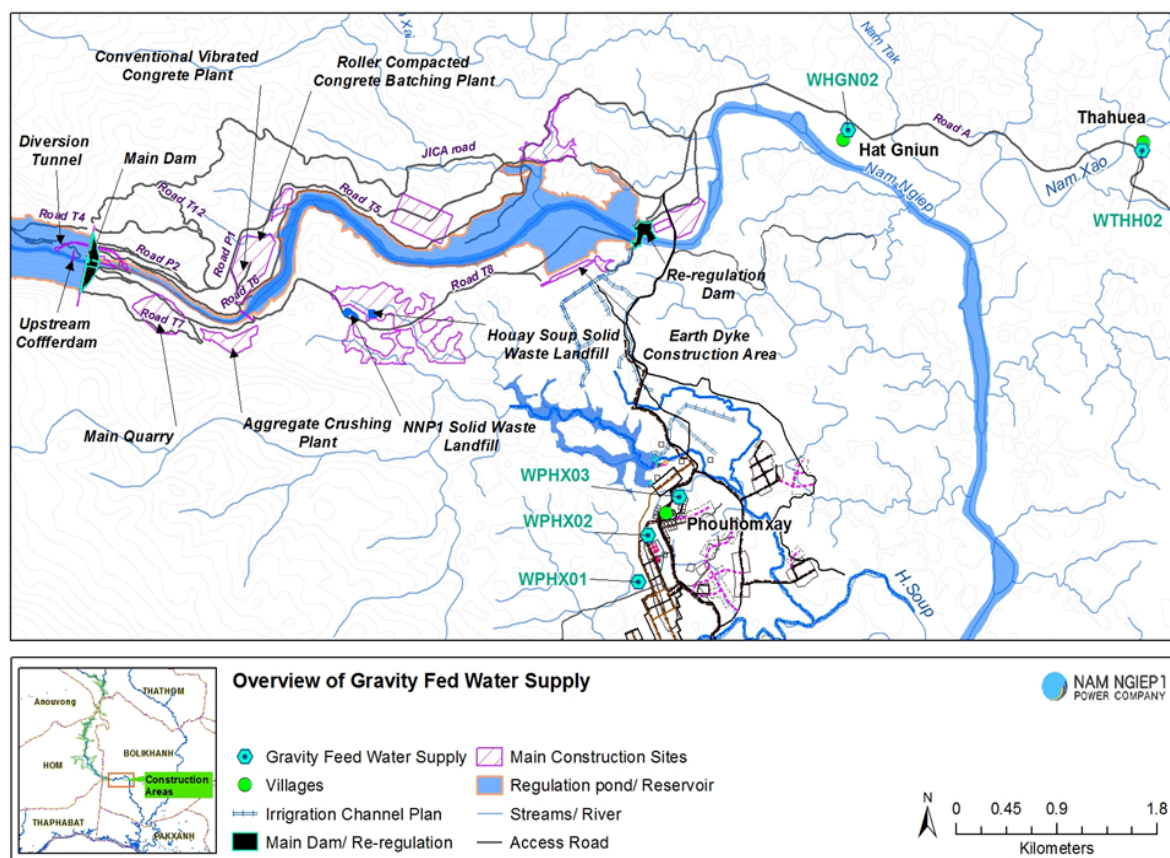 Conventional Vibrated
Congrete Plant
Roller Compacted
Congrete Batching Plant
Xai
Nam Tak
WHGN02
Road A
Thahuea
Diversion
Tunnel
Main Dam
JICA road
Hat Gniun
Nam Xao
Road T4
Road T12
Road T5
Nam Ngiep
WTHH02
Road P1
Road P2
Road T6
Road T8
Re-regulation
Dam
Road T7
Upstream
Coffferdam
Houay Soup Solid
Waste Landfill
Earth Dyke
Construction Area
Main Quarry
Aggregate Crushing
Plant
NNP1 Solid Waste
Landfill
WPHX03
WPHX02
Phouhomxay
WPHX01
H.Soup
Anouvong
THATHOM
BOLIKHANH
HOM
Construction
Areas
THAPHABAT
PAKXANH
Overview of Gravity Fed Water Supply
NAM NGIEP1
POWER COMPANY
Gravity Feed Water Supply
Main Construction Sites
Villages
Regulation pond/ Reservoir
Irrigration Channel Plan
Streams/ River
Main Dam/ Re-regulation
Access Road
N
0 0.45 0.9 1.8
Kilometers